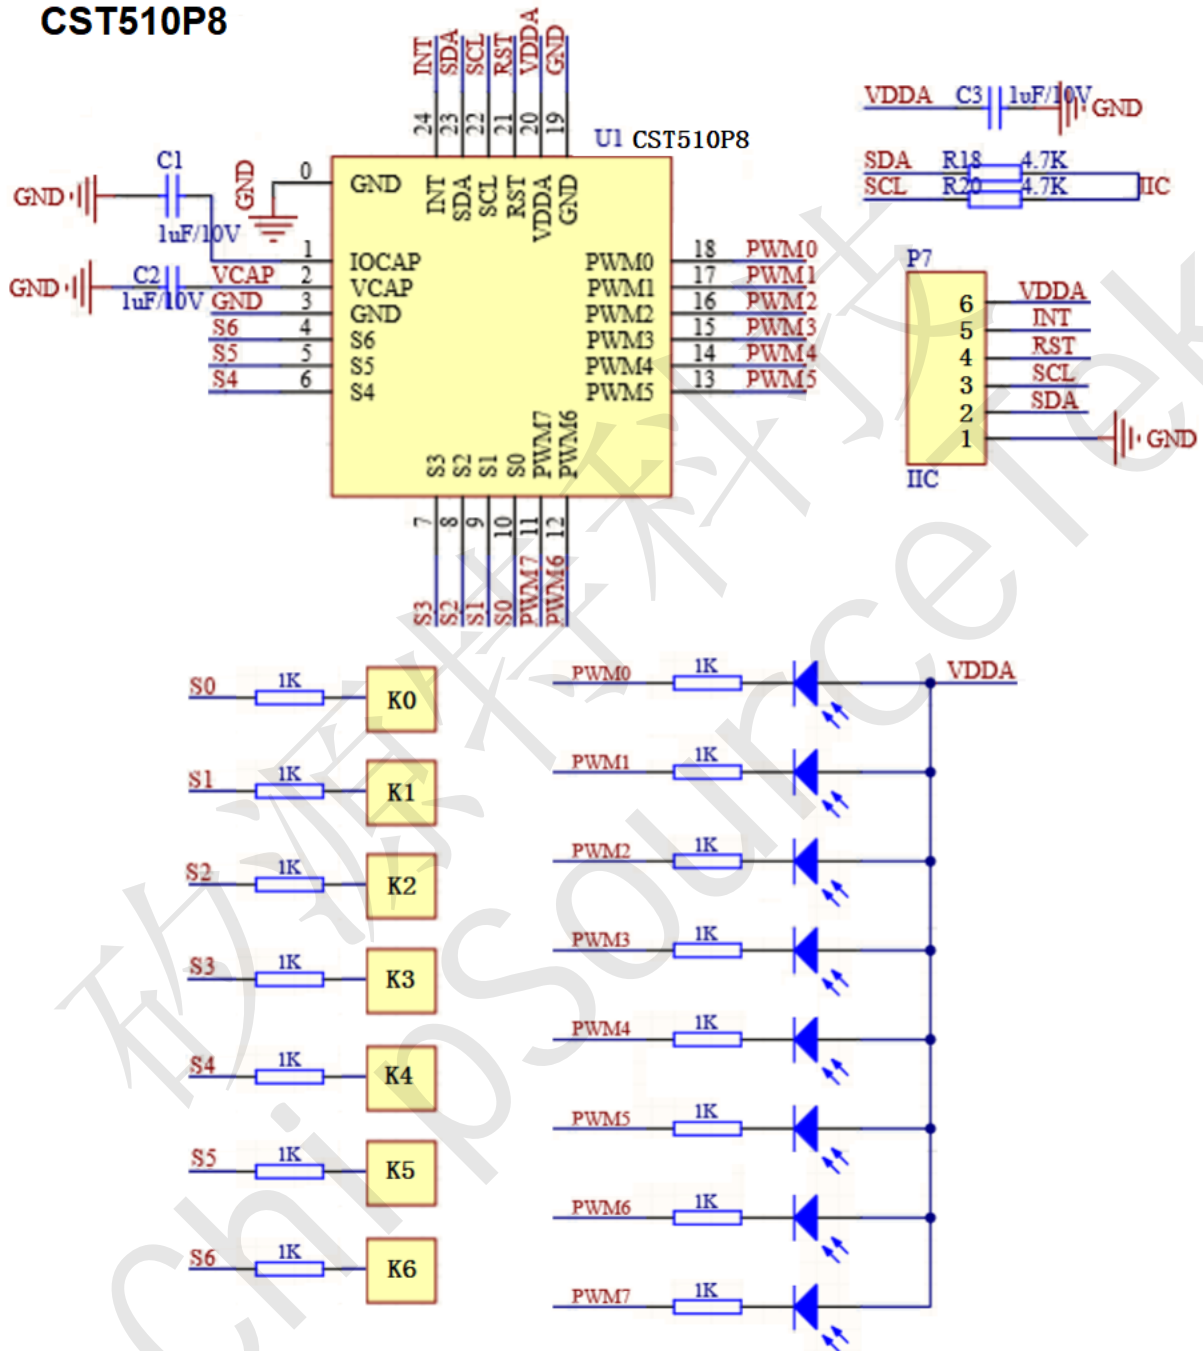 CST510P8
INT SDA SCL RST VDDA GND
24 23 22 21 20 19
U1 CST510P8
VDDA C3 1uF/10V GND
SDA R18 4.7K
SCL R20 4.7K
IIC
C1
GND
1uF/10V
GND
0 GND
INT SDA SCL RST VDDA GND
1 IOCAP
GND C2 VCAP 2 VCAP
1uF/10V
GND 3 GND
S6 4 S6
S5 5 S5
S4 6 S4
PWM0 18 PWM0
PWM1 17 PWM1
PWM2 16 PWM2
PWM3 15 PWM3
PWM4 14 PWM4
PWM5 13 PWM5
S3 S2 S1 S0 PWM7 PWM6
7 8 9 10 11 12
S3 S2 S1 S0 PWM7 PWM6
P7
6 VDDA
5 INT
4 RST
3 SCL
2 SDA
1 GND
IIC
S0 1K K0
S1 1K K1
S2 1K K2
S3 1K K3
S4 1K K4
S5 1K K5
S6 1K K6
PWM0 1K VDDA
PWM1 1K
PWM2 1K
PWM3 1K
PWM4 1K
PWM5 1K
PWM6 1K
PWM7 1K
矽源特科技
ChipSourceTek